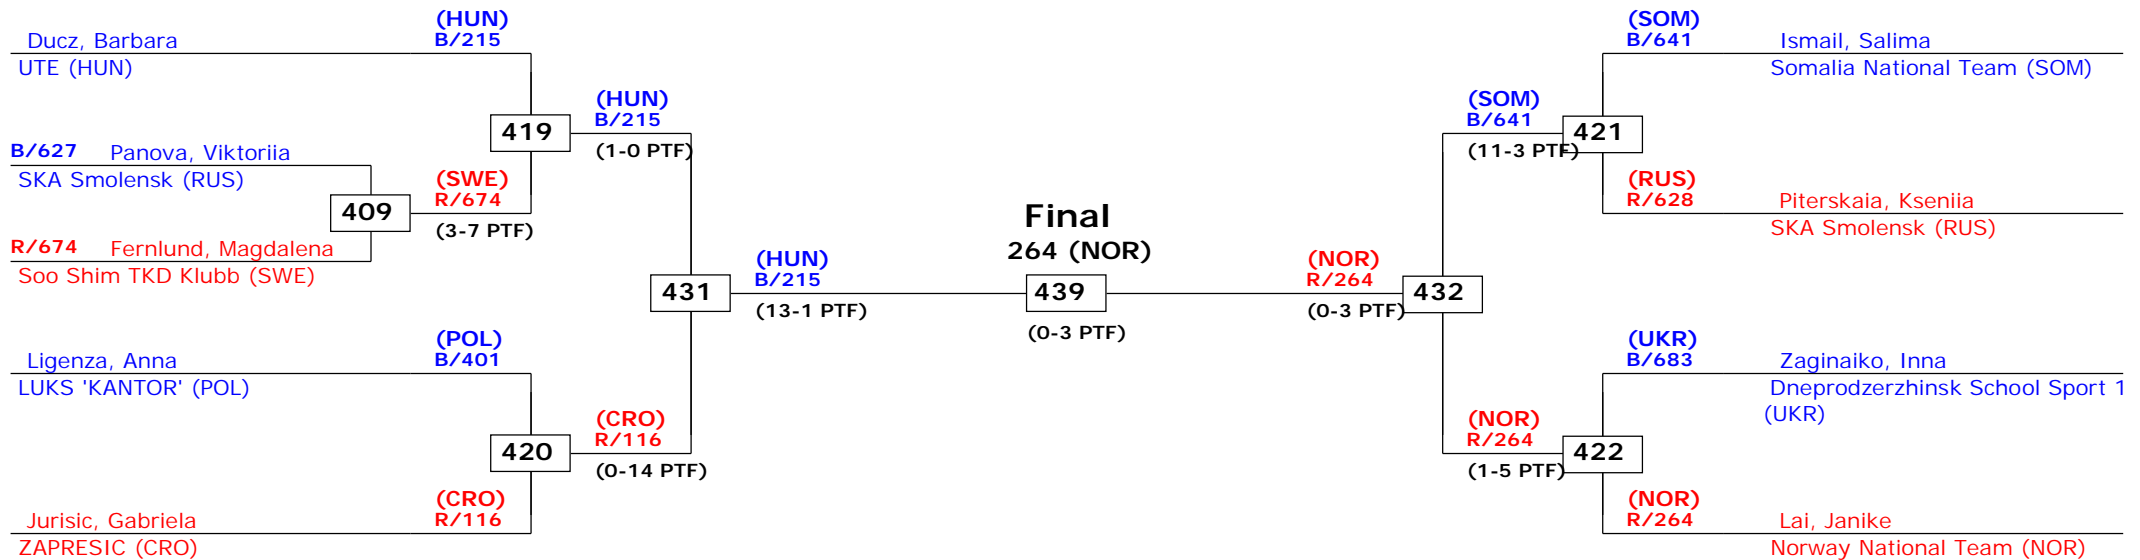 (HUN)
Ducz, Barbara B/215
UTE (HUN)
(HUN)
B/215
419
(1-0 PTF)
B/627 Panova, Viktoriia
SKA Smolensk (RUS)
(SWE)
R/674
409
(3-7 PTF)
R/674 Fernlund, Magdalena
Soo Shim TKD Klubb (SWE)
(HUN)
B/215
431
(13-1 PTF)
(POL)
Ligenza, Anna B/401
LUKS 'KANTOR' (POL)
(CRO)
R/116
420
(0-14 PTF)
(CRO)
Jurisic, Gabriela R/116
ZAPRESIC (CRO)
Final
264 (NOR)
439
(0-3 PTF)
(SOM)
B/641 Ismail, Salima
Somalia National Team (SOM)
(SOM)
B/641
421
(11-3 PTF)
(RUS)
R/628 Piterskaia, Kseniia
SKA Smolensk (RUS)
(NOR)
R/264
432
(0-3 PTF)
(UKR)
B/683 Zaginaiko, Inna
Dneprodzerzhinsk School Sport 1
(UKR)
(NOR)
R/264
422
(1-5 PTF)
(NOR)
R/264 Lai, Janike
Norway National Team (NOR)